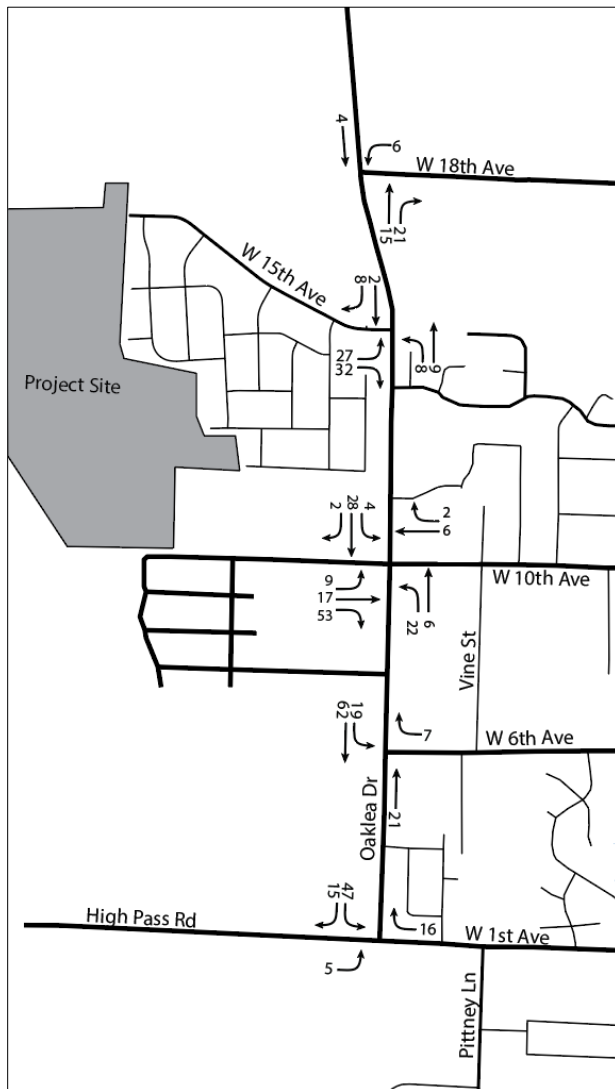 4
6
W 18th Ave
15
21
W 15th Ave
8
2
27
32
8
9
Project Site
2
28
4
2
6
9
17
53
22
6
W 10th Ave
Vine St
62
19
7
W 6th Ave
Oaklea Dr
21
15
47
16
High Pass Rd
W 1st Ave
5
Pittney Ln